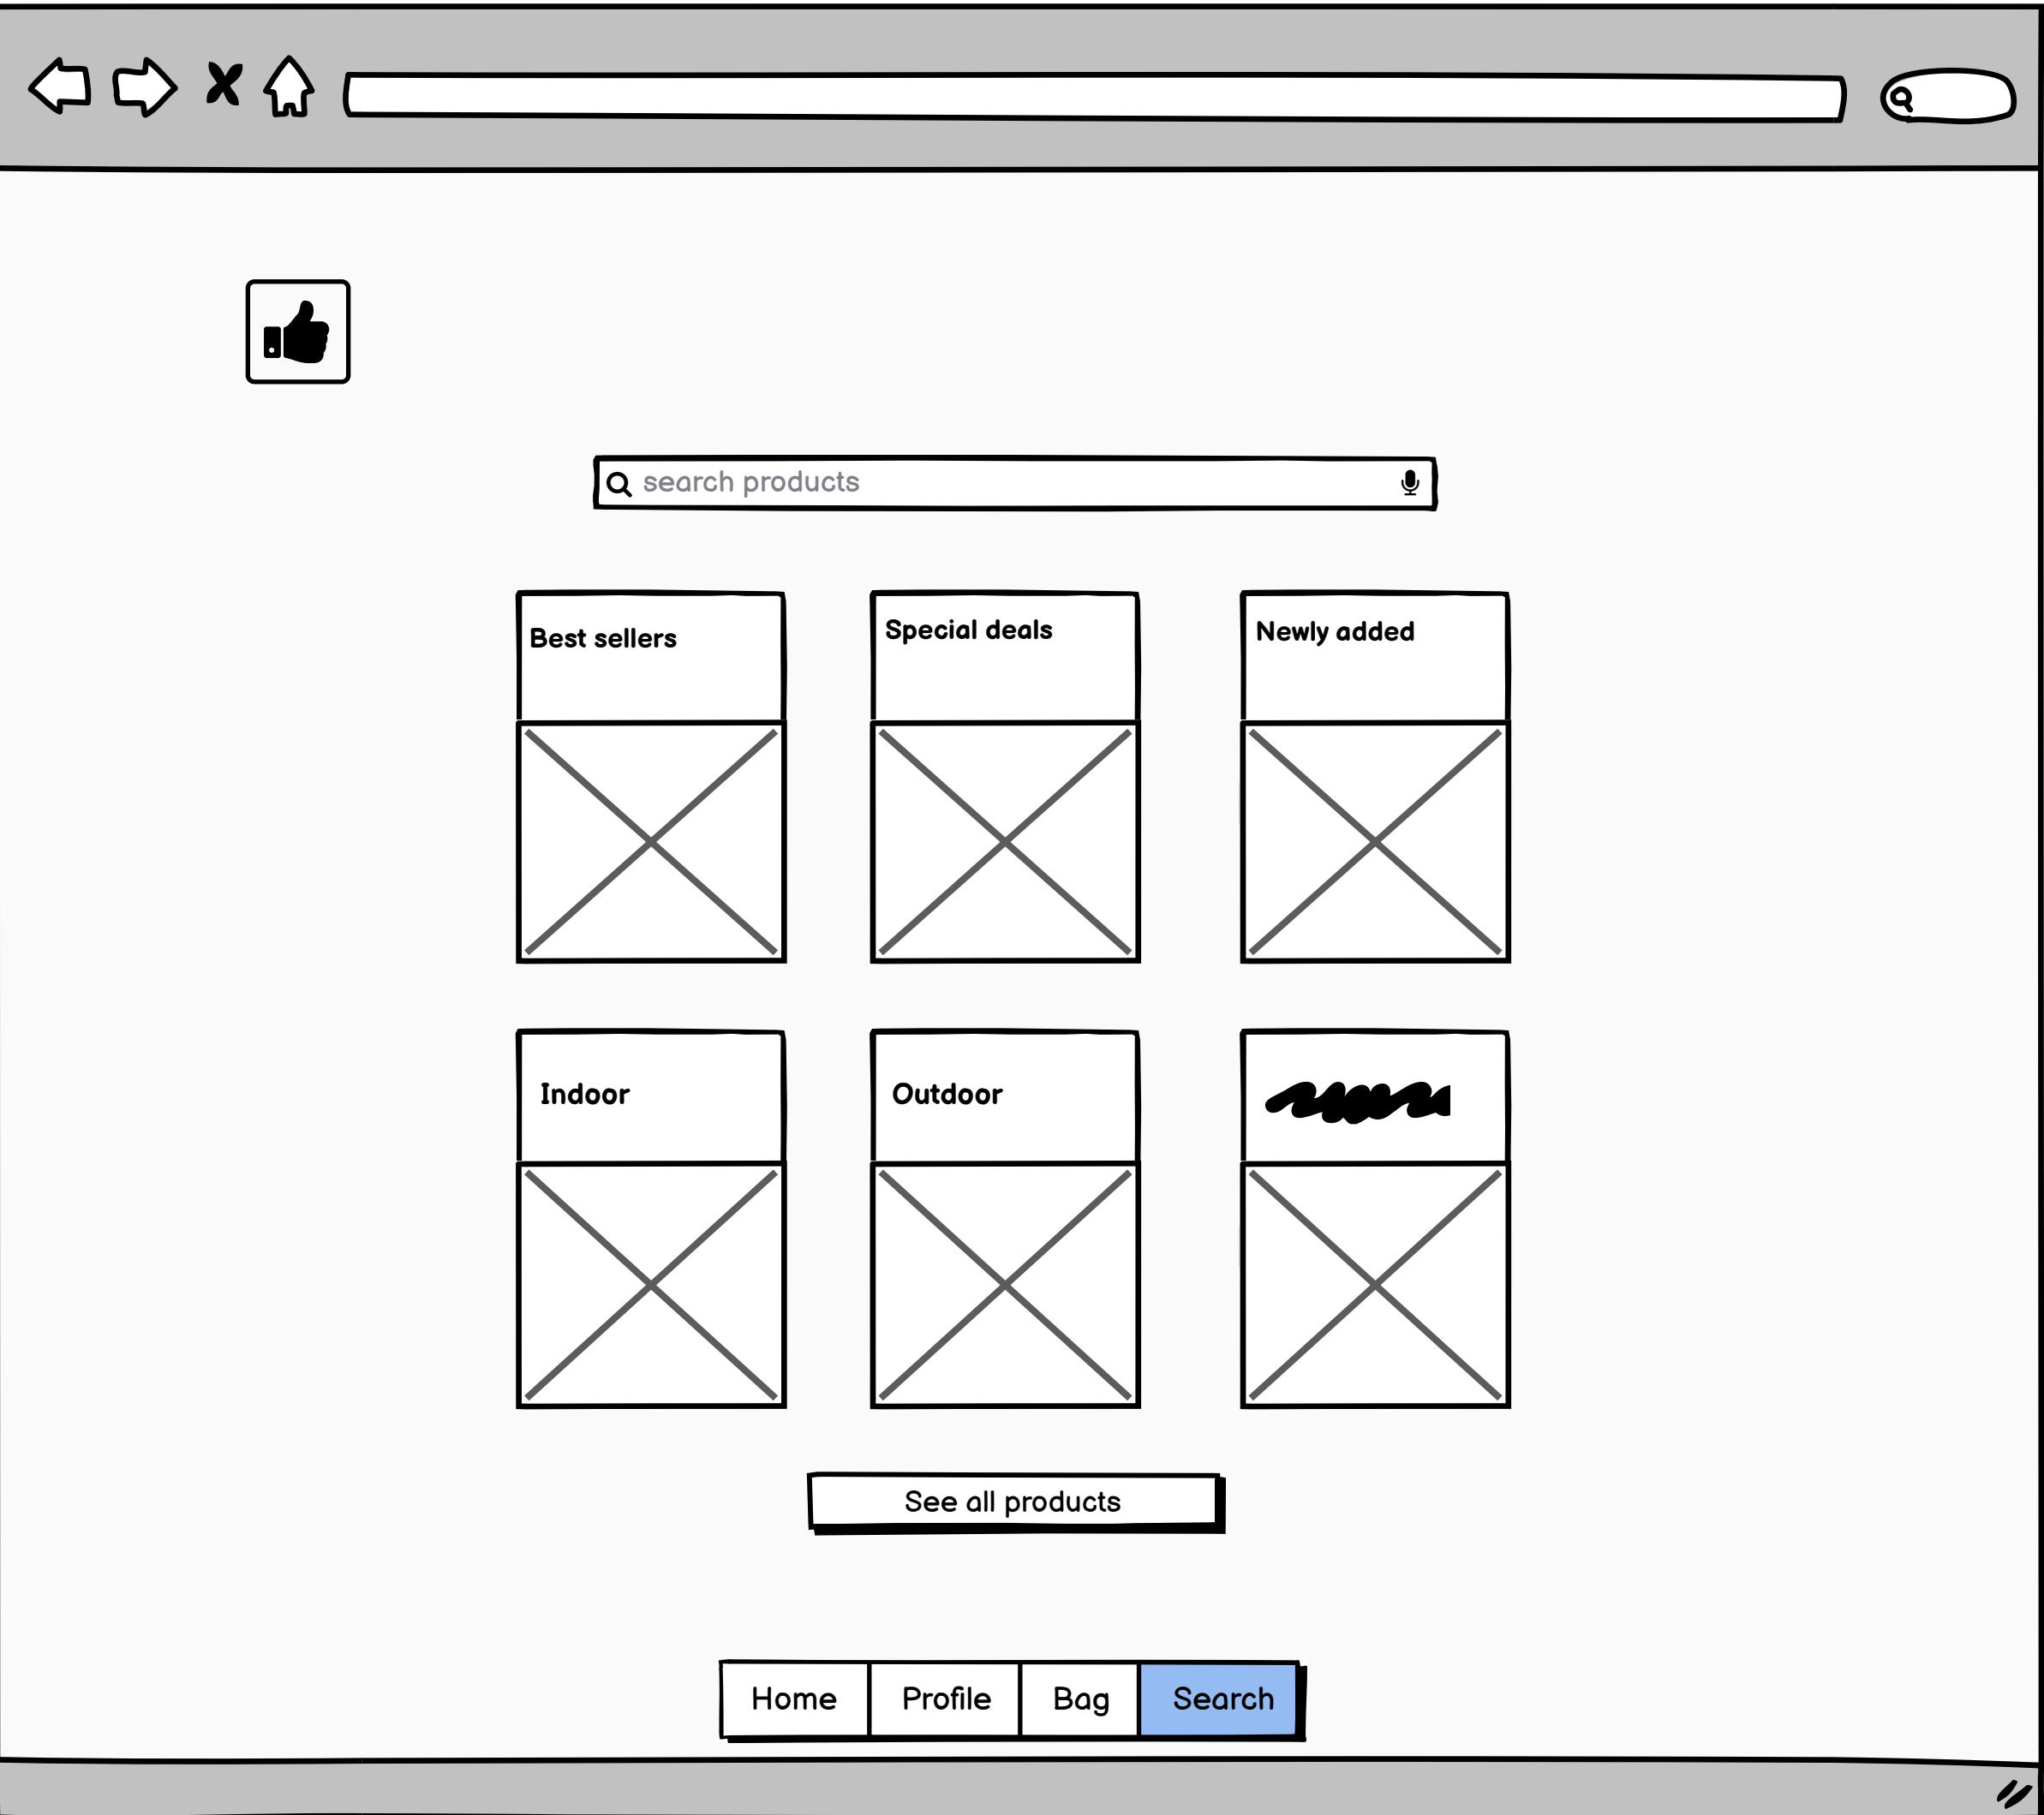 search products
Best sellers
Special deals
Newly added
Indoor
Outdoor
See all products
Home
Profile
Bag
Search